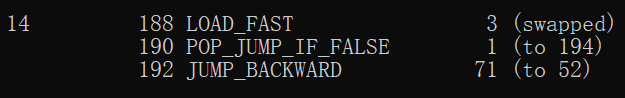 14 188 LOAD_FAST 3 (swapped)
190 POP_JUMP_IF_FALSE 1 (to 194)
192 JUMP_BACKWARD 71 (to 52)